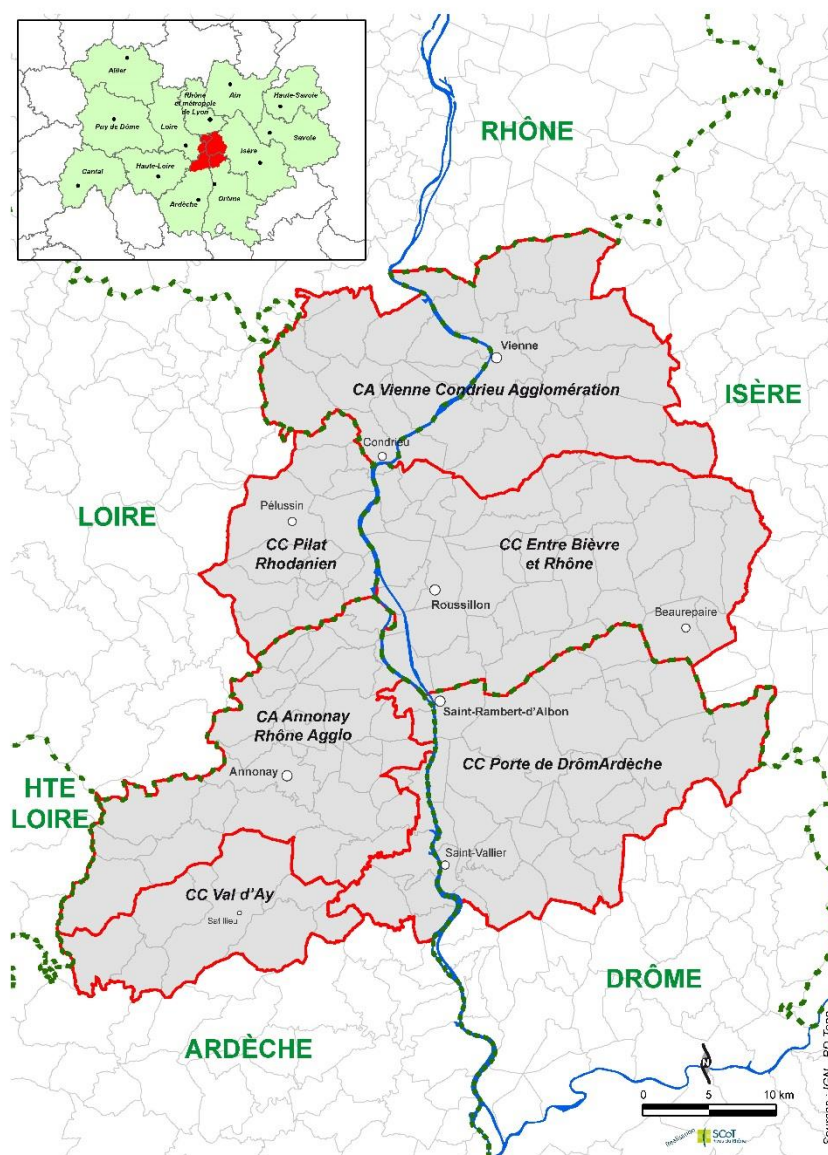 Allier
Rhône
et métropole
de Lyon
Ain
Haute-Savoie
Puy de Dôme
Loire
Savoie
Isère
Haute-Loire
Cantal
Ardèche
Drôme
RHÔNE
Vienne
CA Vienne Condrieu Agglomération
ISÈRE
Condrieu
LOIRE
Pélussin
CC Pilat
Rhodanien
CC Entre Bièvre
et Rhône
Roussillon
Beaurepaire
CA Annonay
Rhône Agglo
Saint-Rambert-d'Albon
CC Porte de DrômArdèche
Annonay
HTE
LOIRE
Saint-Vallier
CC Val d'Ay
DRÔME
ARDÈCHE
N
0 5 10 km
Réalisation
SCoT